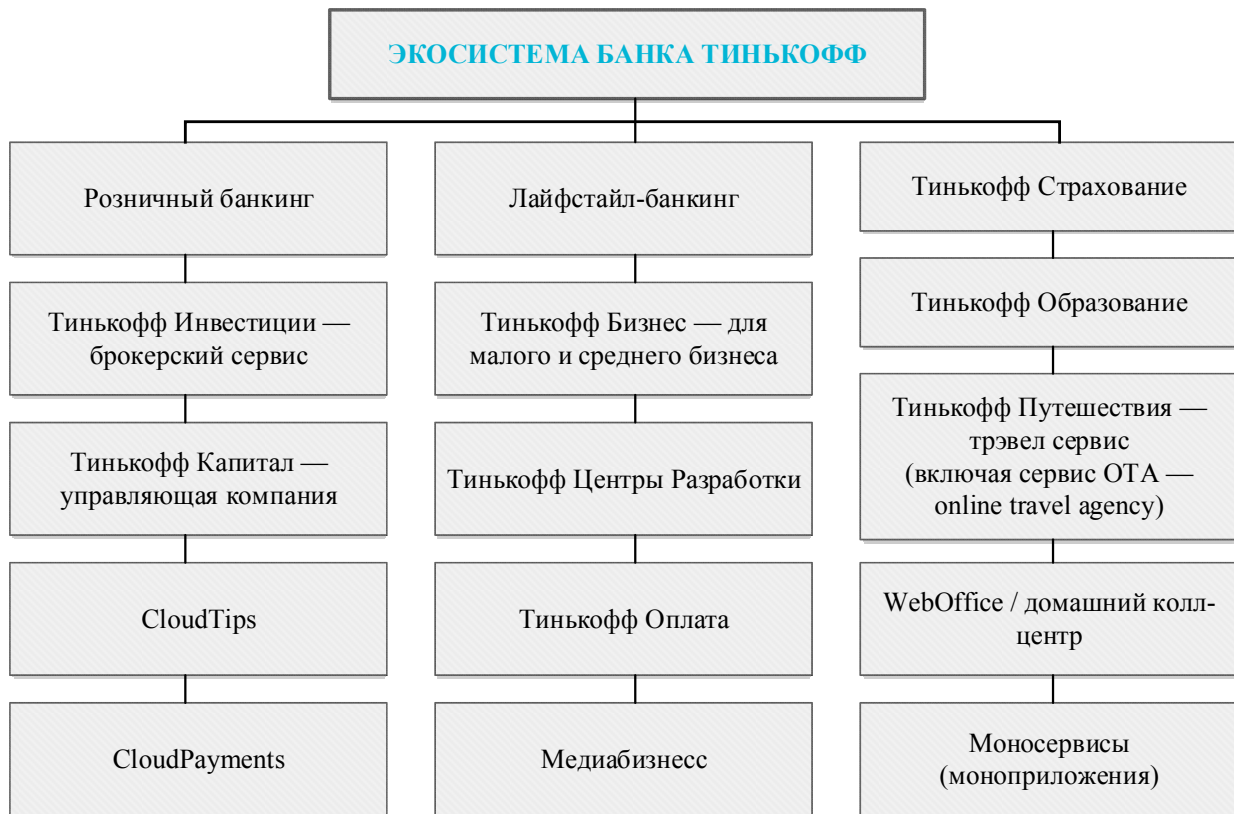 ЭКОСИСТЕМА БАНКА ТИНЬКОФФ
Розничный банкинг
Тинькофф Инвестиции —
брокерский сервис
Тинькофф Капитал —
управляющая компания
CloudTips
CloudPayments
Лайфстайл-банкинг
Тинькофф Бизнес — для
малого и среднего бизнеса
Тинькофф Центры Разработки
Тинькофф Оплата
Медиабизнесс
Тинькофф Страхование
Тинькофф Образование
Тинькофф Путешествия —
трэвел сервис
(включая сервис ОТА —
online travel agency)
WebOffice / домашний колл-
центр
Моносервисы
(моноприложения)